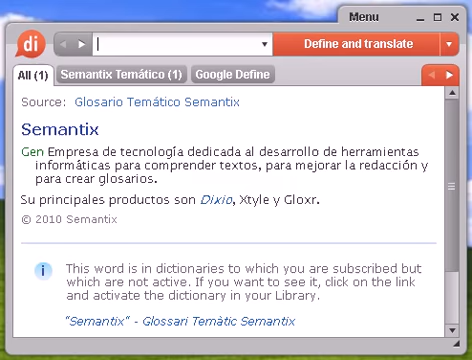 Menu
di
Define and translate
All (1)
Semantix Temático (1)
Google Define
Source: Glosario Temático Semantix
Semantix
Gen Empresa de tecnología dedicada al desarrollo de herramientas
informáticas para comprender textos, para mejorar la redacción y
para crear glosarios.
Su principales productos son Dixio, Xtyle y Gloxr.
© 2010 Semantix
i
This word is in dictionaries to which you are subscribed but
which are not active. If you want to see it, click on the link
and activate the dictionary in your Library.
"Semantix" - Glossari Temàtic Semantix